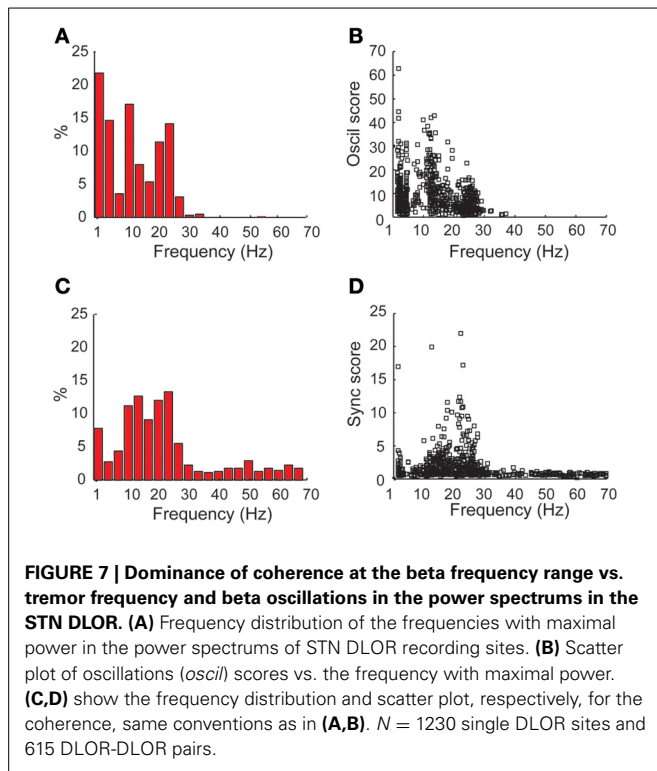 A
25
20
15
10
5
0
%
1 10 20 30 40 50 60 70
Frequency (Hz)
B
70
60
50
40
30
20
10
0
Oscil score
1 10 20 30 40 50 60 70
Frequency (Hz)
C
25
20
15
10
5
0
%
1 10 20 30 40 50 60 70
Frequency (Hz)
D
25
20
15
10
5
0
Sync score
1 10 20 30 40 50 60 70
Frequency (Hz)
FIGURE 7 | Dominance of coherence at the beta frequency range vs.
tremor frequency and beta oscillations in the power spectrums in the
STN DLOR. (A) Frequency distribution of the frequencies with maximal
power in the power spectrums of STN DLOR recording sites. (B) Scatter
plot of oscillations (oscil) scores vs. the frequency with maximal power.
(C,D) show the frequency distribution and scatter plot, respectively, for the
coherence, same conventions as in (A,B). N = 1230 single DLOR sites and
615 DLOR-DLOR pairs.